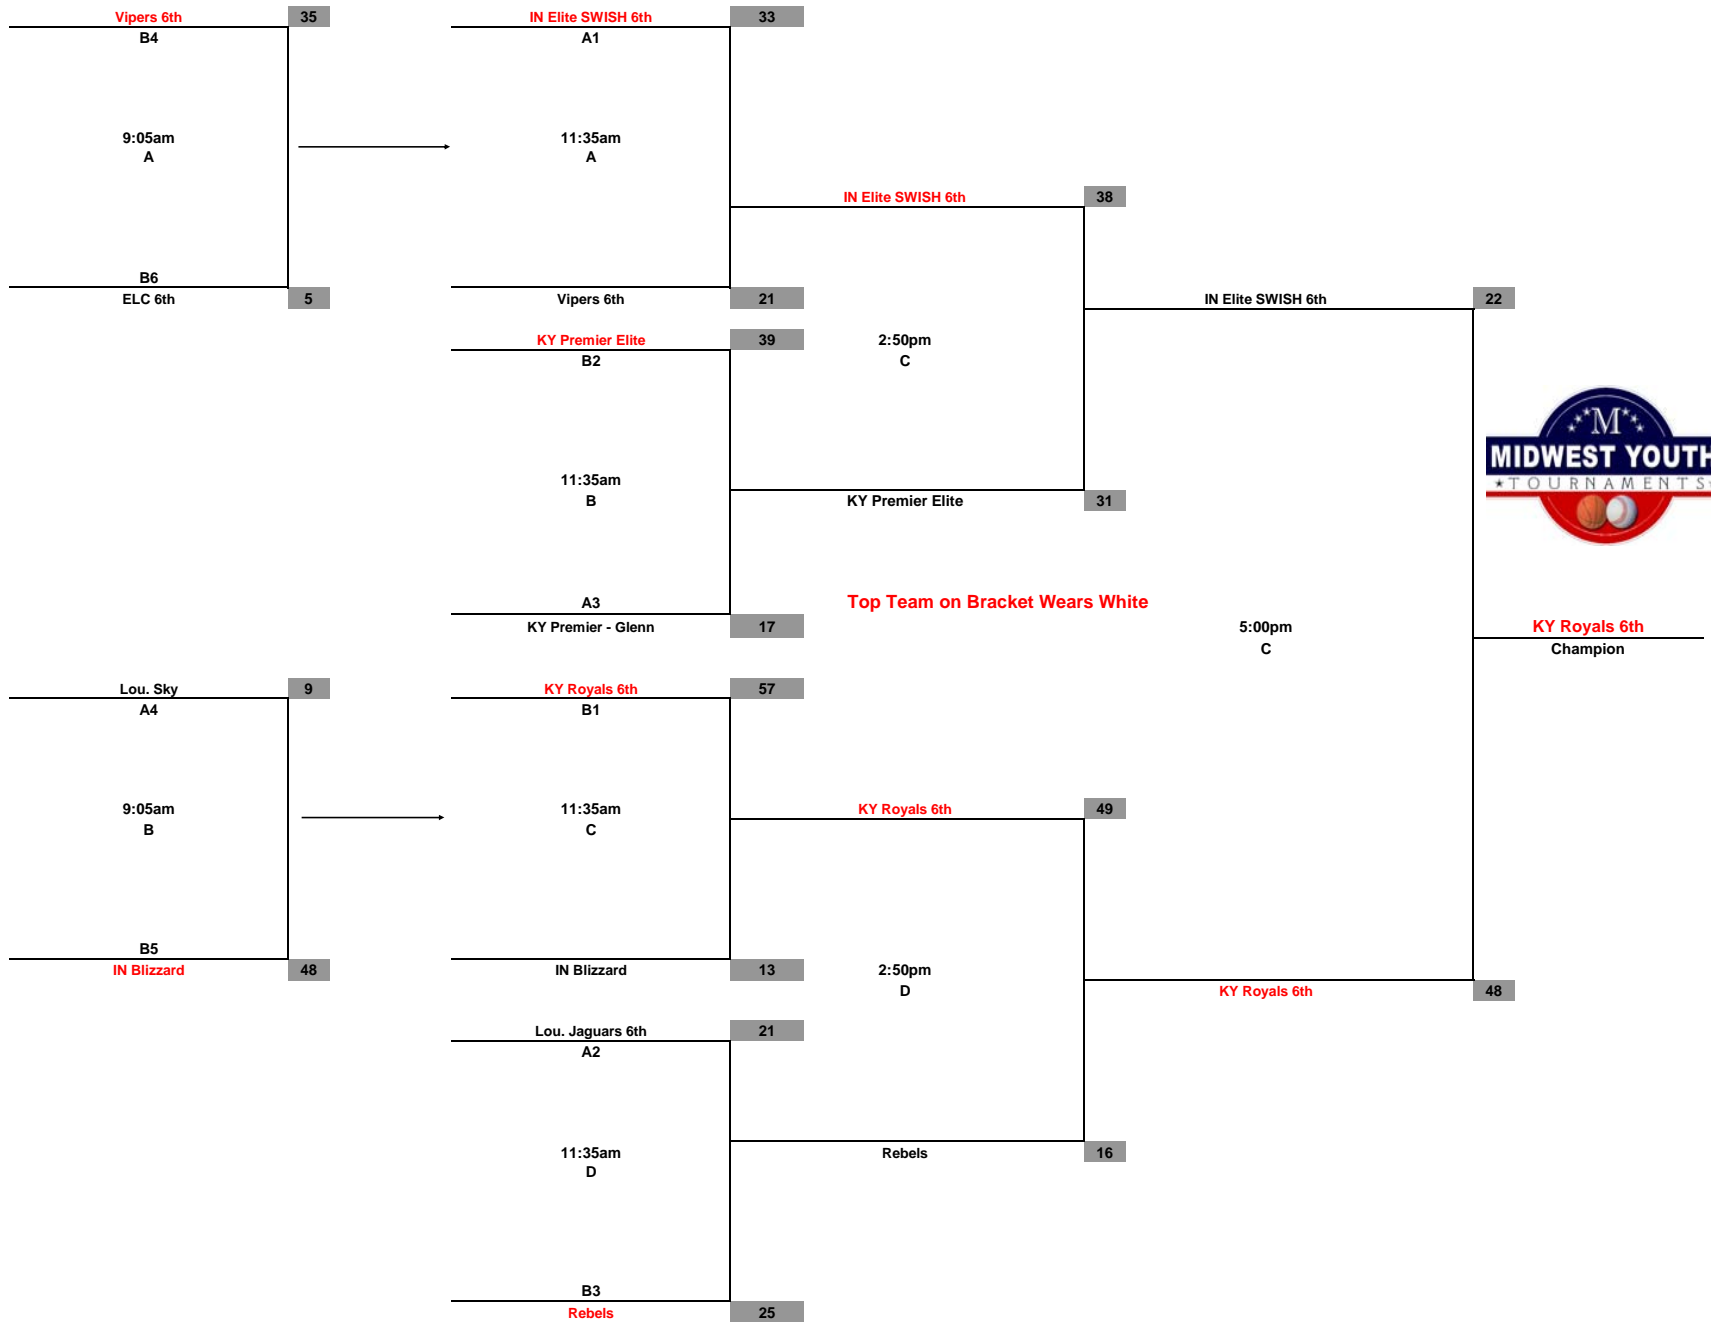 Vipers 6th 35
B4
9:05am
A
B6
ELC 6th 5
IN Elite SWISH 6th 33
A1
11:35am
A
Vipers 6th 21
KY Premier Elite 39
B2
11:35am
B
A3
KY Premier - Glenn 17
IN Elite SWISH 6th 38
2:50pm
C
KY Premier Elite 31
IN Elite SWISH 6th 22
M
MIDWEST YOUTH
TOURNAMENTS
Top Team on Bracket Wears White
5:00pm
C
KY Royals 6th
Champion
Lou. Sky 9
A4
9:05am
B
B5
IN Blizzard 48
KY Royals 6th 57
B1
11:35am
C
IN Blizzard 13
Lou. Jaguars 6th 21
A2
11:35am
D
B3
Rebels 25
KY Royals 6th 49
2:50pm
D
Rebels 16
KY Royals 6th 48